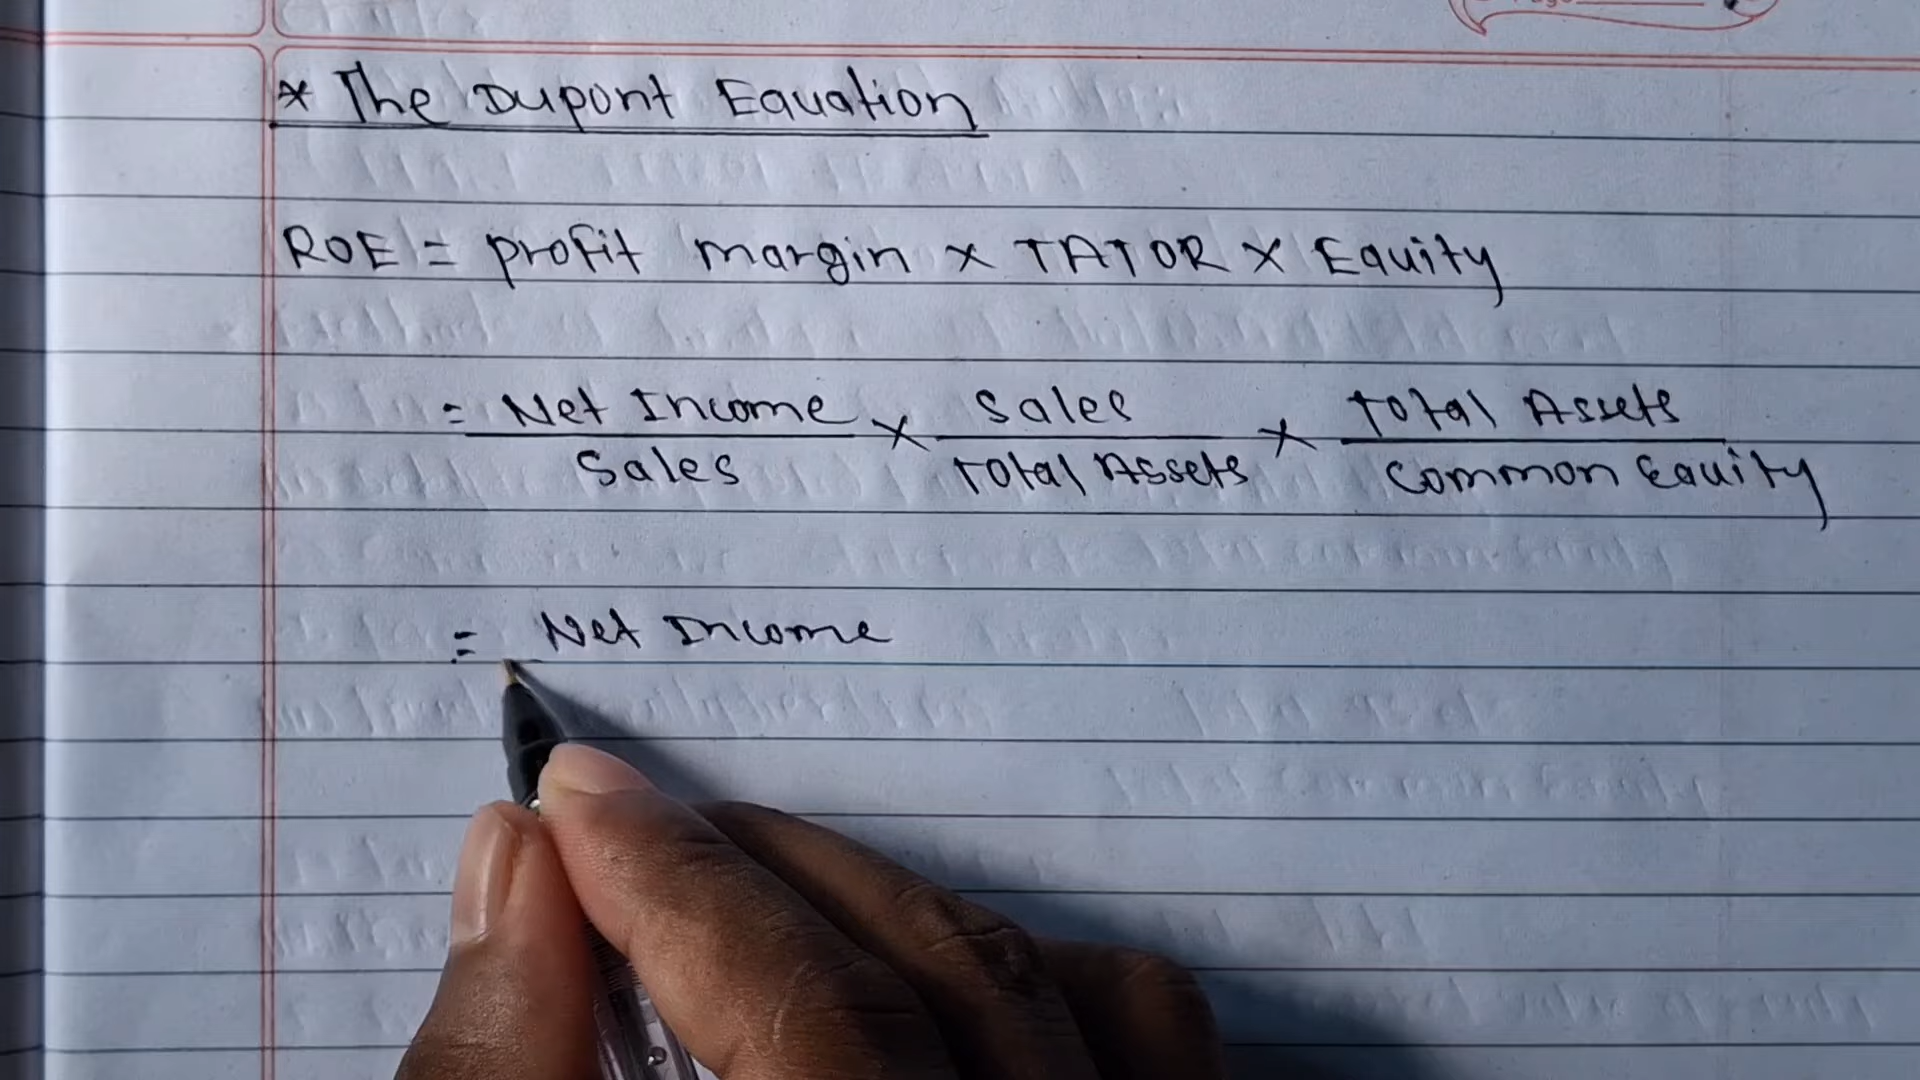 * The Dupont Equation
ROE = profit margin × TATOR × Equity
= Net Income / Sales × Sales / Total Assets × Total Assets / Common Equity
= Net Income